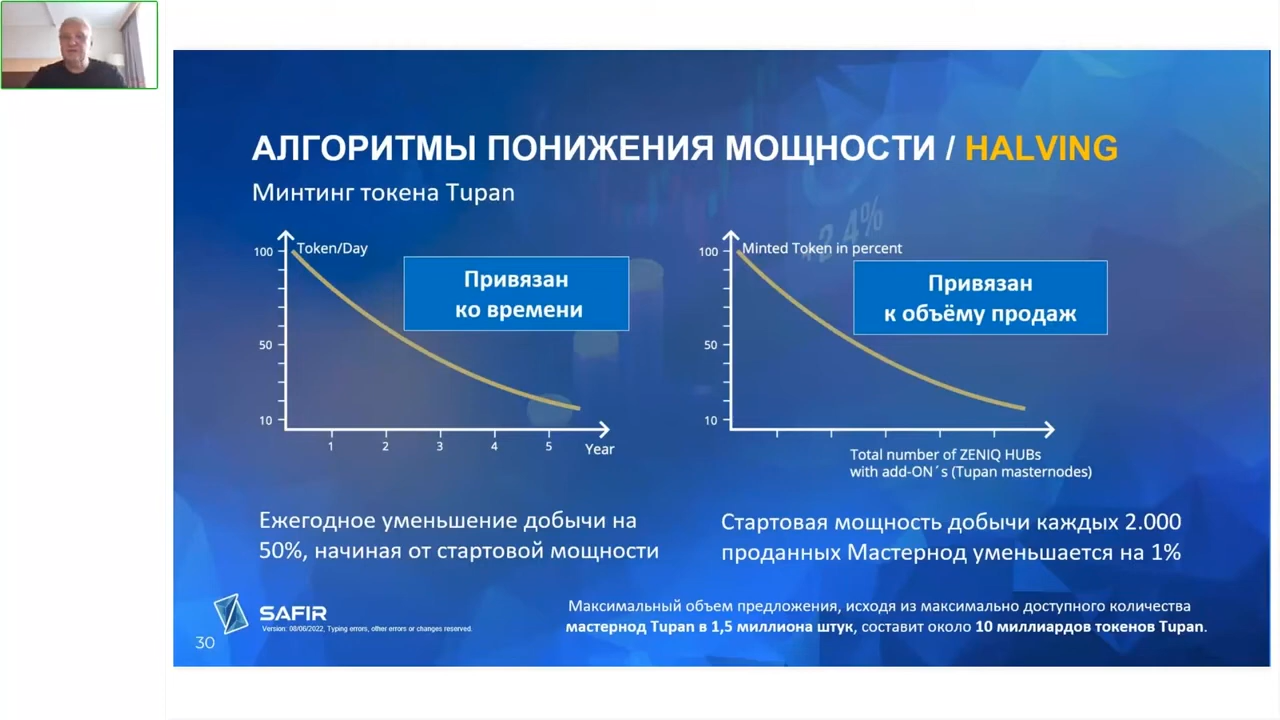 АЛГОРИТМЫ ПОНИЖЕНИЯ МОЩНОСТИ / HALVING
Минтинг токена Tupan
2.4%
Token/Day
100
50
10
1 2 3 4 5
Year
Привязан
ко времени
Minted Token in percent
100
50
10
Привязан
к объёму продаж
Total number of ZENIQ HUBs
with add-ON´s (Tupan masternodes)
Ежегодное уменьшение добычи на
50%, начиная от стартовой мощности
Стартовая мощность добычи каждых 2.000
проданных Мастернод уменьшается на 1%
SAFIR
Version: 08/06/2022, Typing errors, other errors or changes reserved.
30
Максимальный объем предложения, исходя из максимально доступного количества
мастернод Tupan в 1,5 миллиона штук, составит около 10 миллиардов токенов Tupan.